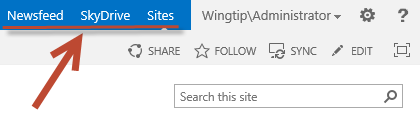 Newsfeed SkyDrive Sites Wingtip\Administrator ?
SHARE FOLLOW SYNC EDIT
Search this site